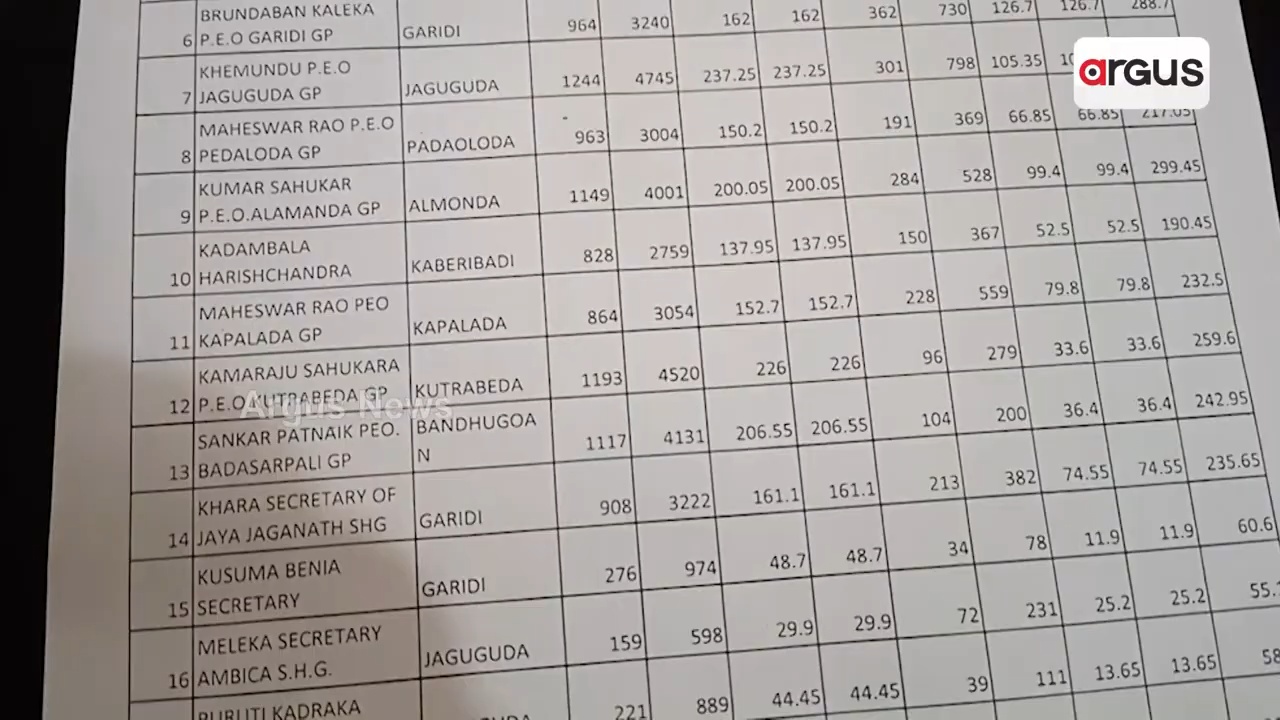 BRUNDABAN KALEKA
6 P.E.O GARIDI GP GARIDI 964 3240 162 162 362 730 126.7 126.7 288.7
KHEMUNDU P.E.O
7 JAGUGUDA GP JAGUGUDA 1244 4745 237.25 237.25 301 798 105.35
argus
MAHESWAR RAO P.E.O
8 PEDALODA GP PADAOLODA 963 3004 150.2 150.2 191 369 66.85 66.85 217.05
KUMAR SAHUKAR
9 P.E.O.ALAMANDA GP ALMONDA 1149 4001 200.05 200.05 284 528 99.4 99.4 299.45
KADAMBALA
10 HARISHCHANDRA KABERIBADI 828 2759 137.95 137.95 150 367 52.5 52.5 190.45
MAHESWAR RAO PEO
11 KAPALADA GP KAPALADA 864 3054 152.7 152.7 228 559 79.8 79.8 232.5
KAMARAJU SAHUKARA
12 P.E.O.KUTRABEDA GP KUTRABEDA 1193 4520 226 226 96 279 33.6 33.6 259.6
Argus News
SANKAR PATNAIK PEO. BANDHUGOA
13 BADASARPALI GP N 1117 4131 206.55 206.55 104 200 36.4 36.4 242.95
KHARA SECRETARY OF
14 JAYA JAGANATH SHG GARIDI 908 3222 161.1 161.1 213 382 74.55 74.55 235.65
KUSUMA BENIA
15 SECRETARY GARIDI 276 974 48.7 48.7 34 78 11.9 11.9 60.6
MELEKA SECRETARY
16 AMBICA S.H.G. JAGUGUDA 159 598 29.9 29.9 72 231 25.2 25.2 55.
PURUTI KADRAKA
221 889 44.45 44.45 39 111 13.65 13.65 58